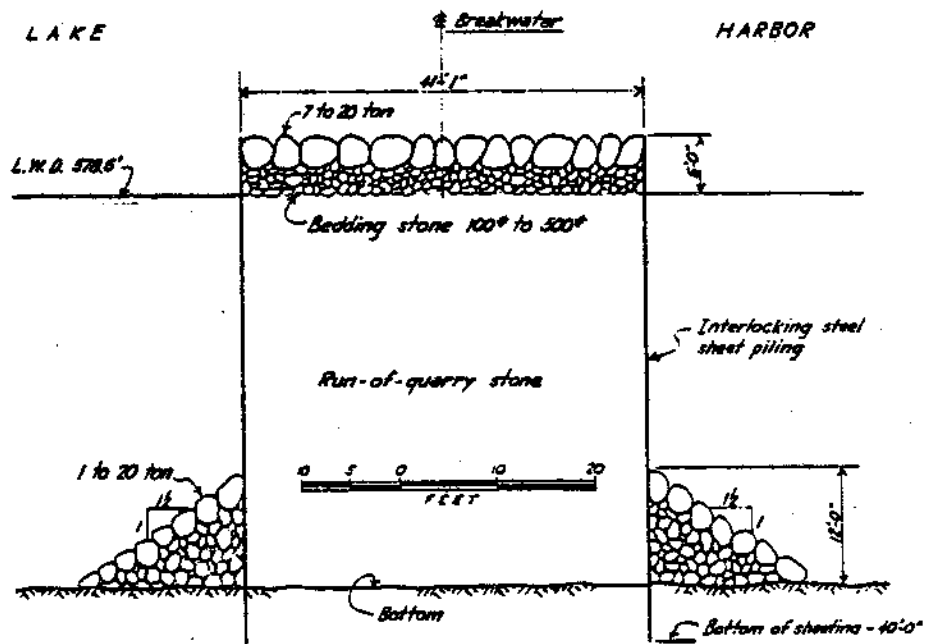 LAKE
℄ Breakwater
HARBOR
41'-1"
7 to 20 ton
6'-0"
L.W.D. 578.6'
Bedding stone 100# to 500#
Interlocking steel
sheet piling
Run-of-quarry stone
1 to 20 ton
10 5 0 10 20
FEET
1½
1
1½
1
12'-0"
Bottom
Bottom of sheeting -40'-0"